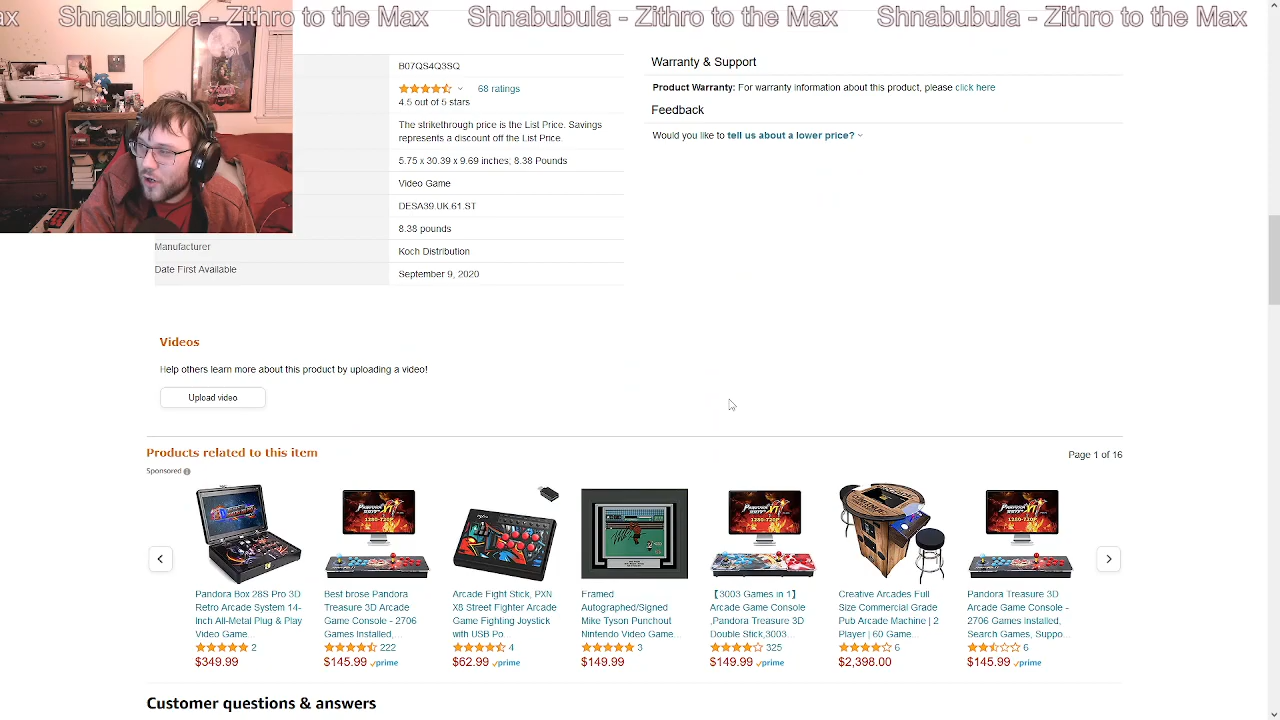 x Shnabubula - Zithro to the Max Shnabubula - Zithro to the Max Shnabubula - Zithro to the Max
B07QS4Q3SQ
68 ratings
4.5 out of 5 stars
The strikethrough price is the List Price. Savings
represents a discount off the List Price.
5.75 x 30.39 x 9.69 inches; 8.38 Pounds
Video Game
DESA39.UK.61.ST
8.38 pounds
Manufacturer Koch Distribution
Date First Available September 9, 2020
Warranty & Support
Product Warranty: For warranty information about this product, please click here
Feedback
Would you like to tell us about a lower price?
Videos
Help others learn more about this product by uploading a video!
Upload video
Products related to this item
Page 1 of 16
Sponsored
Pandora Box 28S Pro 3D
Retro Arcade System 14-
Inch All-Metal Plug & Play
Video Game...
2
$349.99
Best brose Pandora
Treasure 3D Arcade
Game Console - 2706
Games Installed,...
222
$145.99 prime
Arcade Fight Stick, PXN
X8 Street Fighter Arcade
Game Fighting Joystick
with USB Po...
4
$62.99 prime
Framed
Autographed/Signed
Mike Tyson Punchout
Nintendo Video Game...
3
$149.99
【3003 Games in 1】
Arcade Game Console
,Pandora Treasure 3D
Double Stick,3003...
325
$149.99 prime
Creative Arcades Full
Size Commercial Grade
Pub Arcade Machine | 2
Player | 60 Game...
6
$2,398.00
Pandora Treasure 3D
Arcade Game Console -
2706 Games Installed,
Search Games, Suppo...
6
$145.99 prime
Customer questions & answers